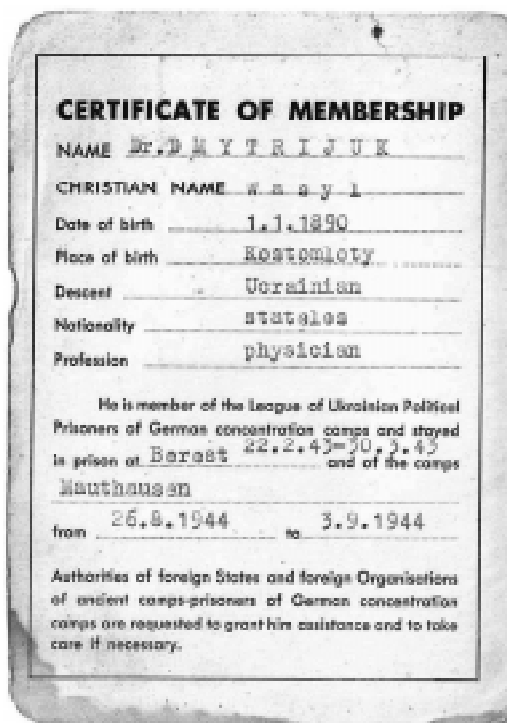 CERTIFICATE OF MEMBERSHIP
NAME Dr. D M Y T R I J U K
CHRISTIAN NAME W a s y l
Date of birth 1.1.1890
Place of birth Kostomloty
Descent Ucrainian
Nationality stateles
Profession physician
He is member of the League of Ukrainian Political
Prisoners of German concentration camps and stayed
in prison at Berest 22.2.43-30.3.43 and of the camps
Mauthausen
from 26.8.1944 to 3.9.1944
Authorities of foreign States and foreign Organisations
of ancient camps-prisoners of German concentration
camps are requested to grant him assistance and to take
care if necessary.